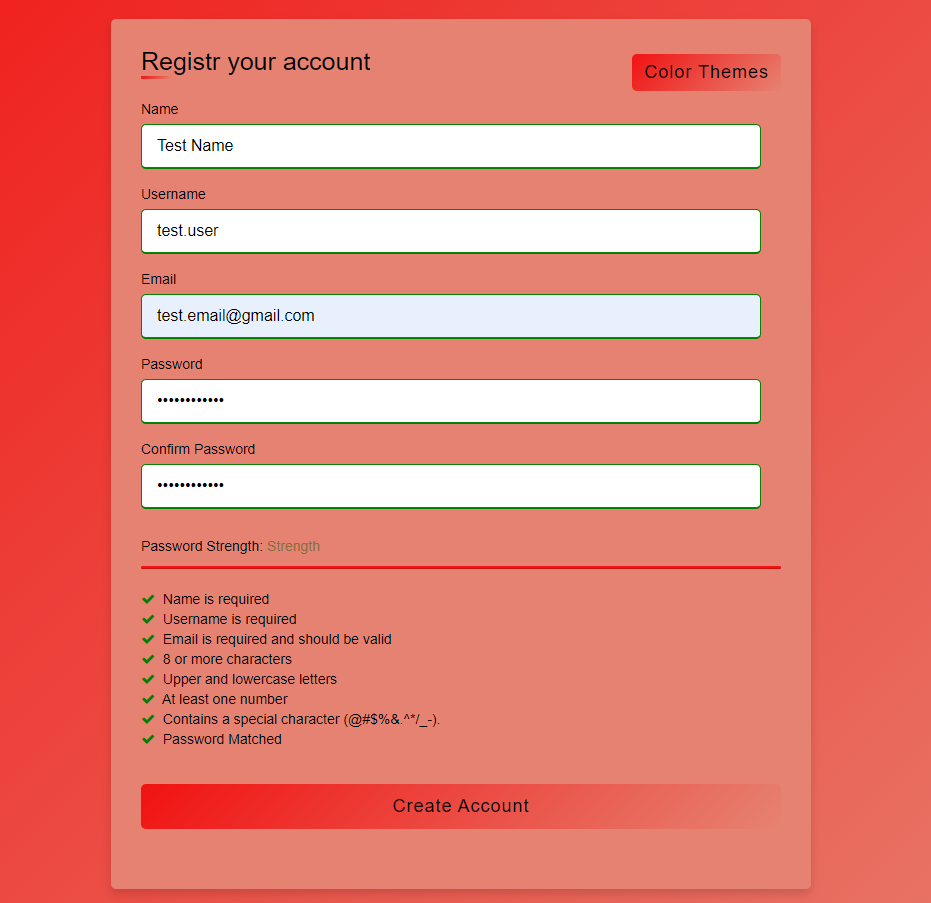 Registr your account
Color Themes
Name
Test Name
Username
test.user
Email
test.email@gmail.com
Password
••••••••••••
Confirm Password
••••••••••••
Password Strength: Strength
Name is required
Username is required
Email is required and should be valid
8 or more characters
Upper and lowercase letters
At least one number
Contains a special character (@#$%&.^*/_-).
Password Matched
Create Account